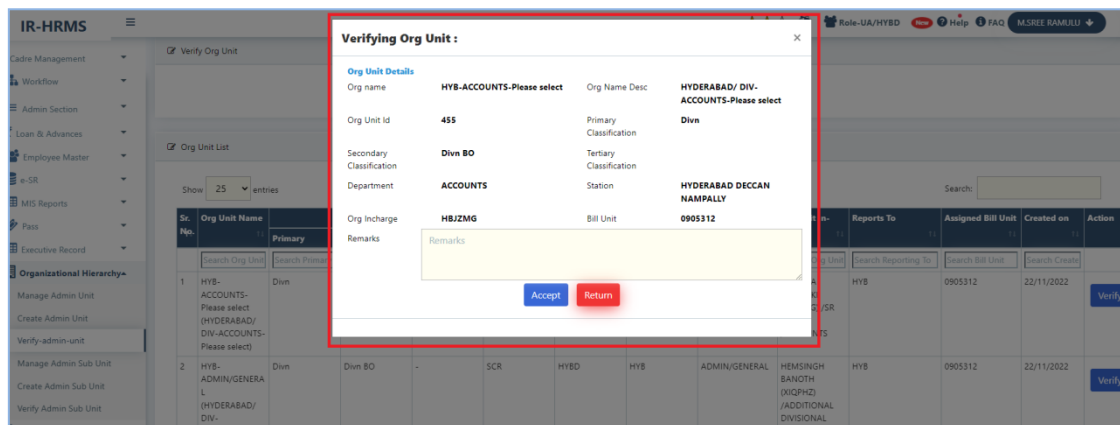 IR-HRMS
Role-UA/HYBD
New
Help
FAQ
M.SREE RAMULU
Cadre Management
Workflow
Admin Section
Loan & Advances
Employee Master
e-SR
MIS Reports
Pass
Executive Record
Organizational Hierarchy
Manage Admin Unit
Create Admin Unit
Verify-admin-unit
Manage Admin Sub Unit
Create Admin Sub Unit
Verify Admin Sub Unit
Verify Org Unit
Verifying Org Unit : ×
Org Unit Details
Org name HYB-ACCOUNTS-Please select Org Name Desc HYDERABAD/ DIV-
ACCOUNTS-Please select
Org Unit Id 455 Primary Divn
Classification
Secondary Divn BO Tertiary
Classification Classification
Department ACCOUNTS Station HYDERABAD DECCAN
NAMPALLY
Org Incharge HBJZMG Bill Unit 0905312
Remarks Remarks
Accept Return
Org Unit List
Show 25 entries Search:
Sr. Org Unit Name Reports To Assigned Bill Unit Created on Action
No. Primary
Search Org Unit Search Reporting To Search Bill Unit Search Create
1 HYB- Divn HYB 0905312 22/11/2022
ACCOUNTS- Verify
Please select
(HYDERABAD/
DIV-ACCOUNTS-
Please select)
2 HYB- Divn Divn BO - SCR HYBD HYB ADMIN/GENERAL HEMSINGH HYB 0905312 22/11/2022
ADMIN/GENERA BANOTH Verify
L (XIQPHZ)
(HYDERABAD/ /ADDITIONAL
DIV- DIVISIONAL